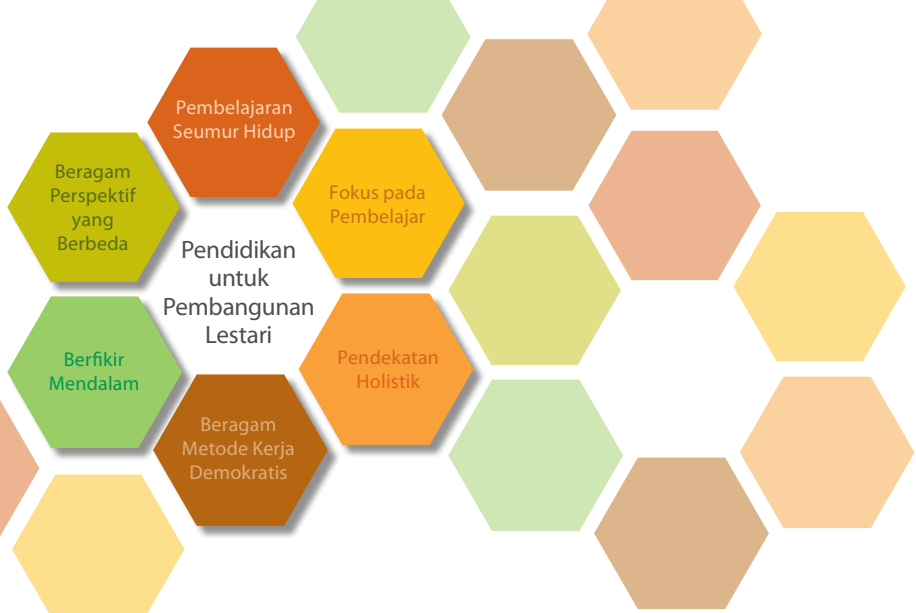 Pembelajaran
Seumur Hidup
Beragam
Perspektif
yang
Berbeda
Fokus pada
Pembelajar
Pendidikan
untuk
Pembangunan
Lestari
Berfikir
Mendalam
Pendekatan
Holistik
Beragam
Metode Kerja
Demokratis